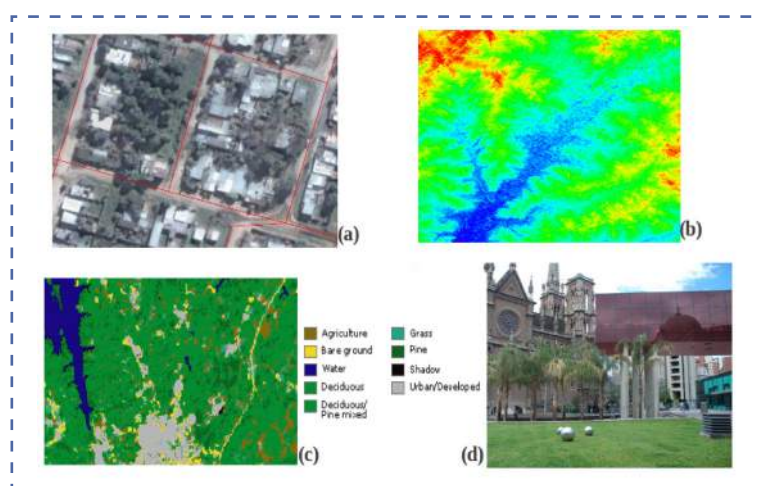 (a)
(b)
Agriculture
Bare ground
Water
Deciduous
Deciduous/
Pine mixed
Grass
Pine
Shadow
Urban/Developed
(c)
(d)